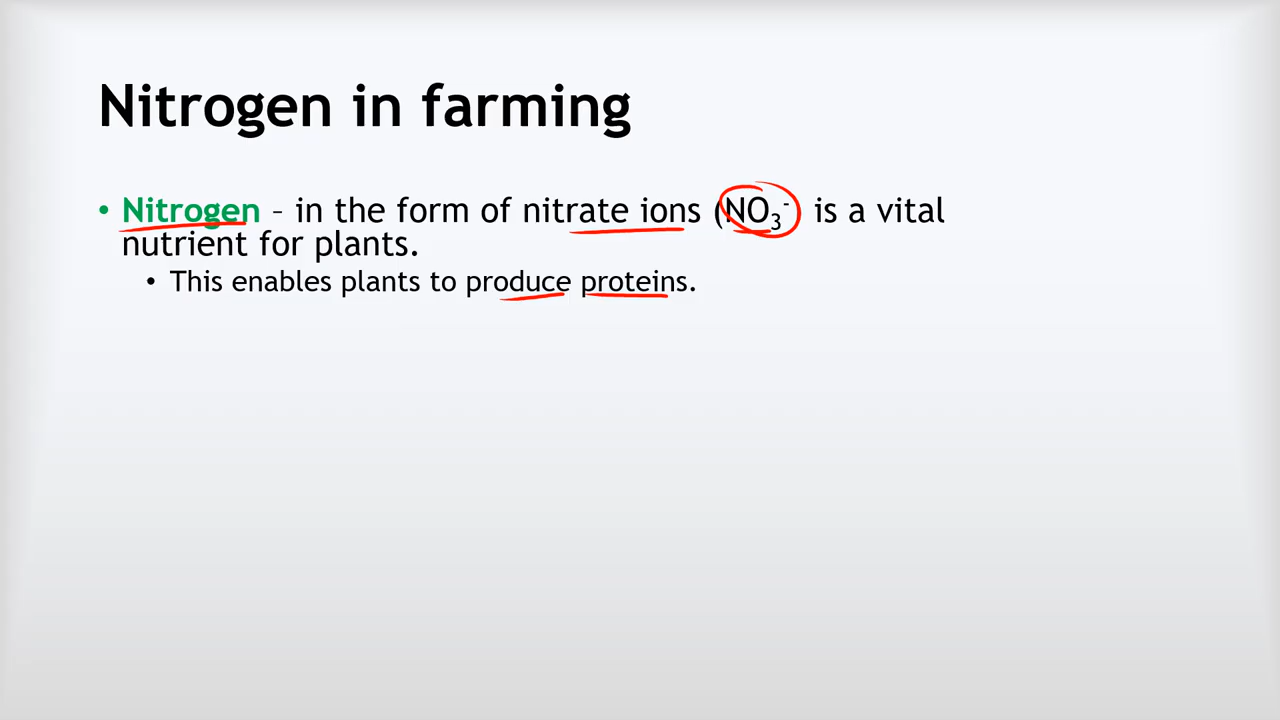 Nitrogen in farming
• Nitrogen – in the form of nitrate ions (NO₃⁻) is a vital
nutrient for plants.
• This enables plants to produce proteins.